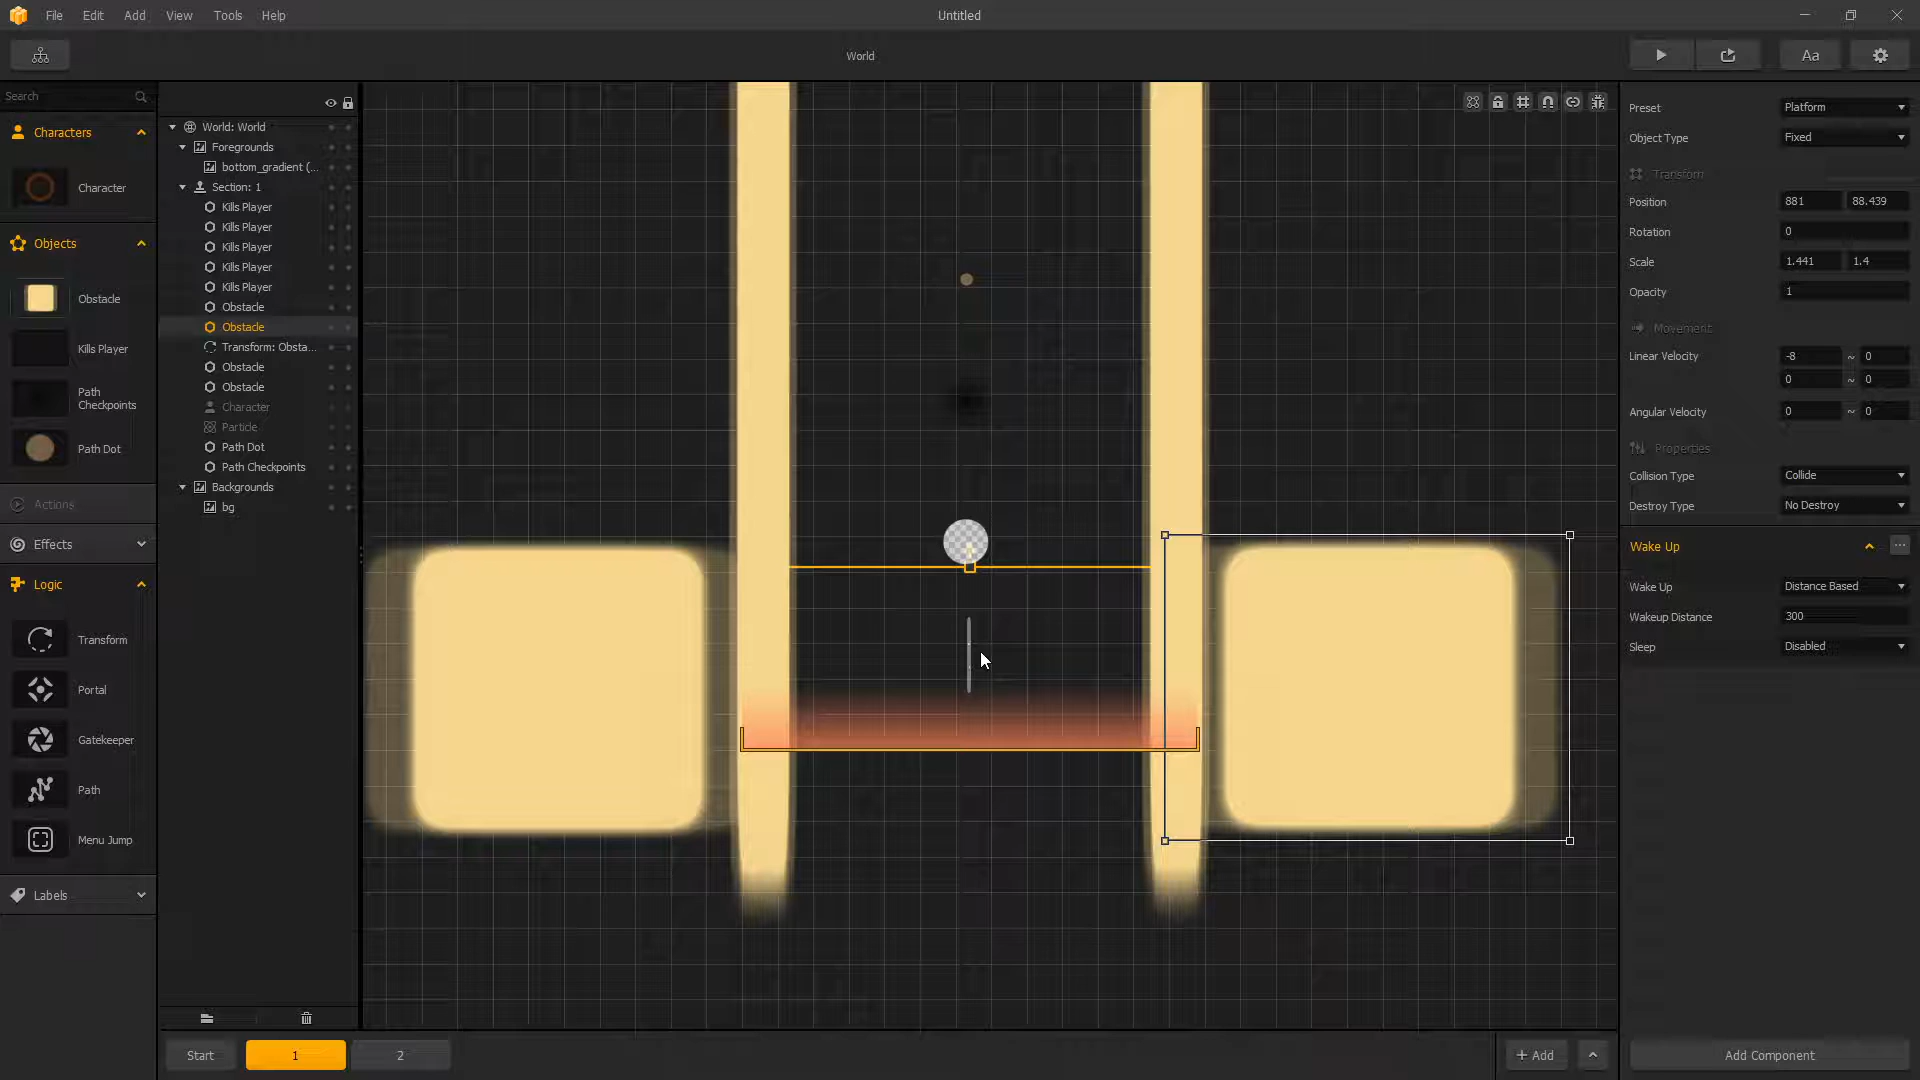 File Edit Add View Tools Help
Untitled
World
Aa
Search
Characters
Character
Objects
Obstacle
Kills Player
Path
Checkpoints
Path Dot
Actions
Effects
Logic
Transform
Portal
Gatekeeper
Path
Menu Jump
Labels
World: World
Foregrounds
bottom_gradient (...
Section: 1
Kills Player
Kills Player
Kills Player
Kills Player
Kills Player
Obstacle
Obstacle
Transform: Obsta...
Obstacle
Obstacle
Character
Particle
Path Dot
Path Checkpoints
Backgrounds
bg
Start
1
2
+ Add
Preset Platform
Object Type Fixed
Transform
Position 881 88.439
Rotation 0
Scale 1.441 1.4
Opacity 1
Movement
Linear Velocity -8 ~ 0
0 ~ 0
Angular Velocity 0 ~ 0
Properties
Collision Type Collide
Destroy Type No Destroy
Wake Up
Wake Up Distance Based
Wakeup Distance 300
Sleep Disabled
Add Component